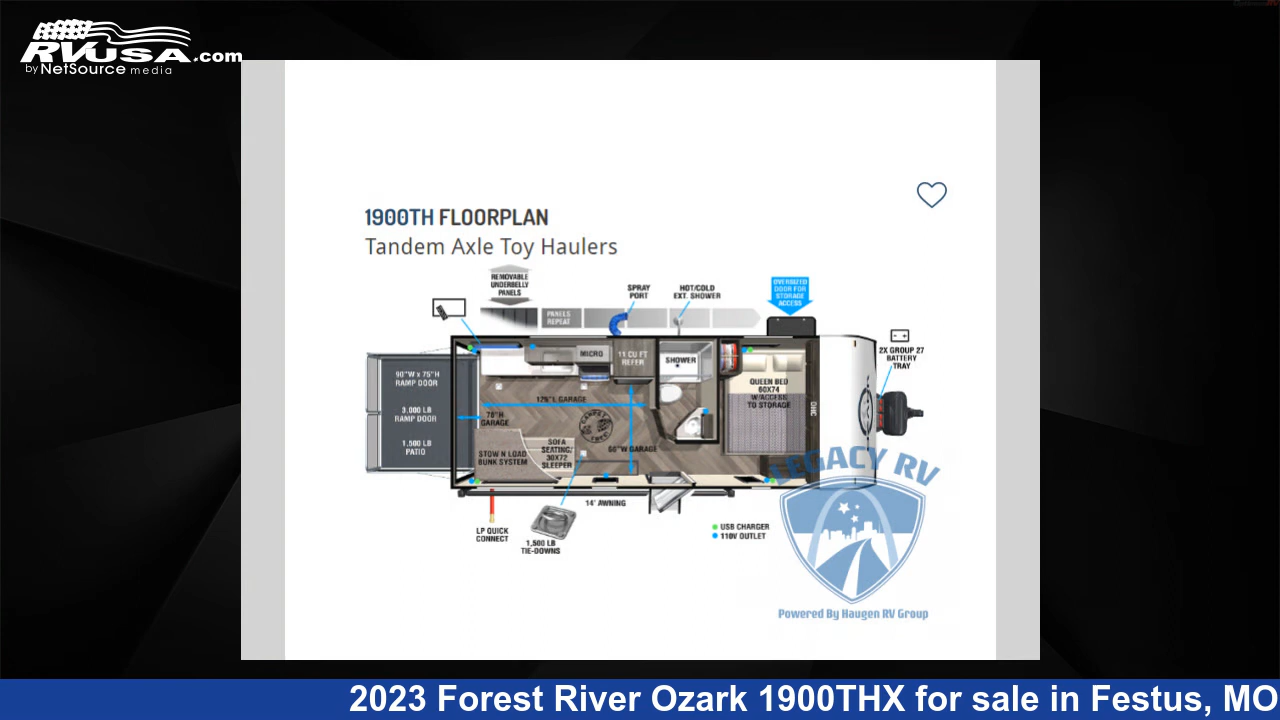 RVUSA.com
by NetSource media
1900TH FLOORPLAN
Tandem Axle Toy Haulers
REMOVABLE
UNDERBELLY
PANELS
PANELS
REPEAT
SPRAY
PORT
HOT/COLD
EXT. SHOWER
OVERSIZED
DOOR FOR
STORAGE
ACCESS
2X GROUP 27
BATTERY
TRAY
90"W x 75"H
RAMP DOOR
3,000 LB
RAMP DOOR
1,500 LB
PATIO
MICRO
11 CU FT
REFER
SHOWER
QUEEN BED
60X74
W/ACCESS
TO STORAGE
OHC
129"L GARAGE
78"H
GARAGE
CARPET
FREE
66"W GARAGE
STOW N LOAD
BUNK SYSTEM
SOFA
SEATING/
30X72
SLEEPER
14' AWNING
LP QUICK
CONNECT
1,500 LB
TIE-DOWNS
USB CHARGER
110V OUTLET
LEGACY RV
Powered By Haugen RV Group
2023 Forest River Ozark 1900THX for sale in Festus, MO